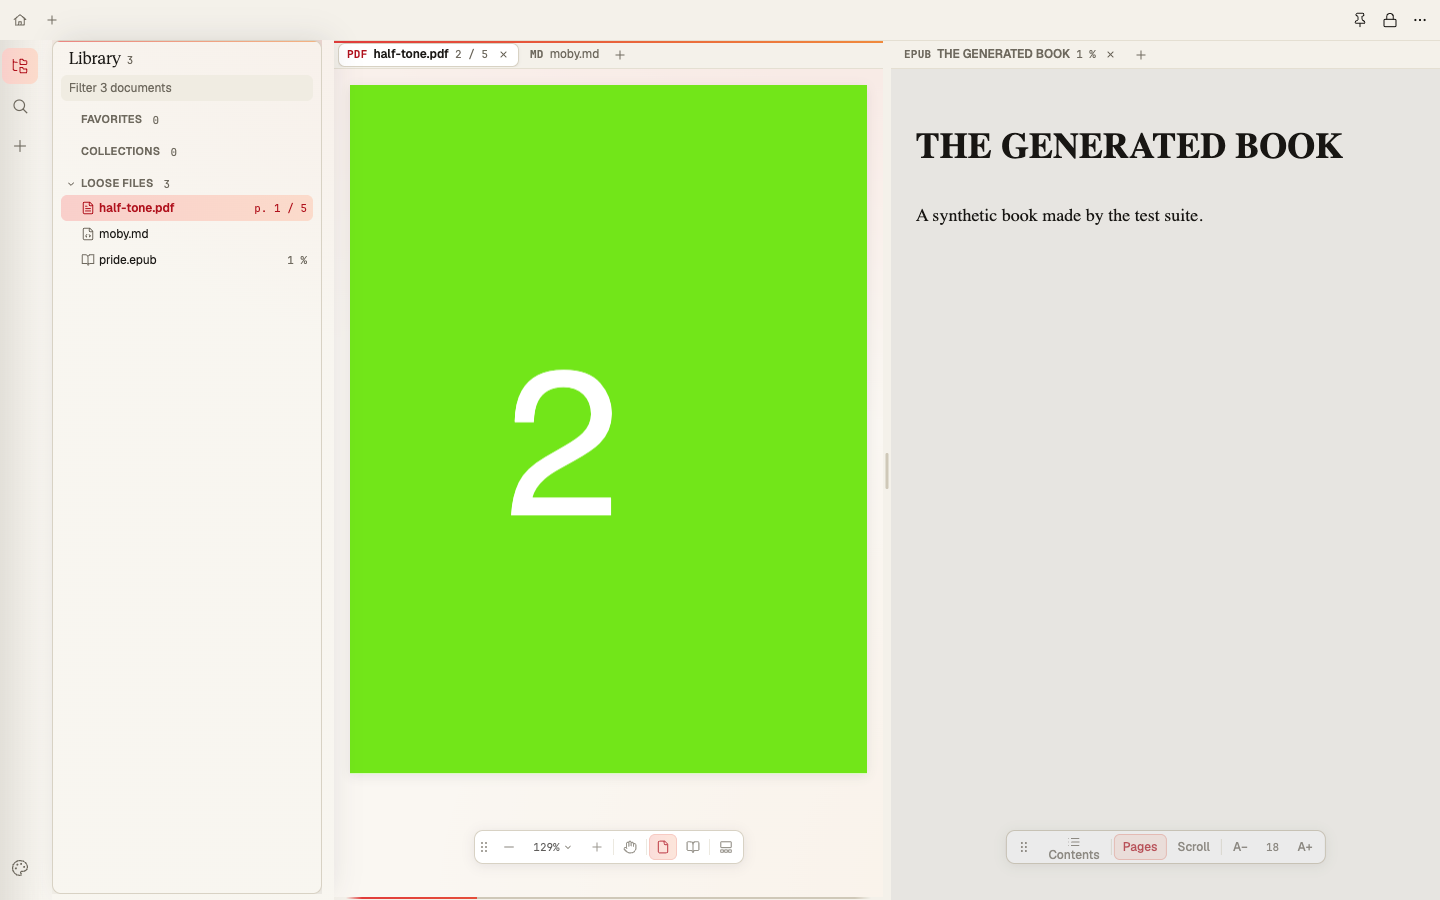 Library 3
Filter 3 documents
FAVORITES 0
COLLECTIONS 0
LOOSE FILES 3
half-tone.pdf p. 1 / 5
moby.md
pride.epub 1 %
PDF half-tone.pdf 2 / 5 × MD moby.md +
2
129%
EPUB THE GENERATED BOOK 1 % × +
THE GENERATED BOOK
A synthetic book made by the test suite.
Contents Pages Scroll A− 18 A+